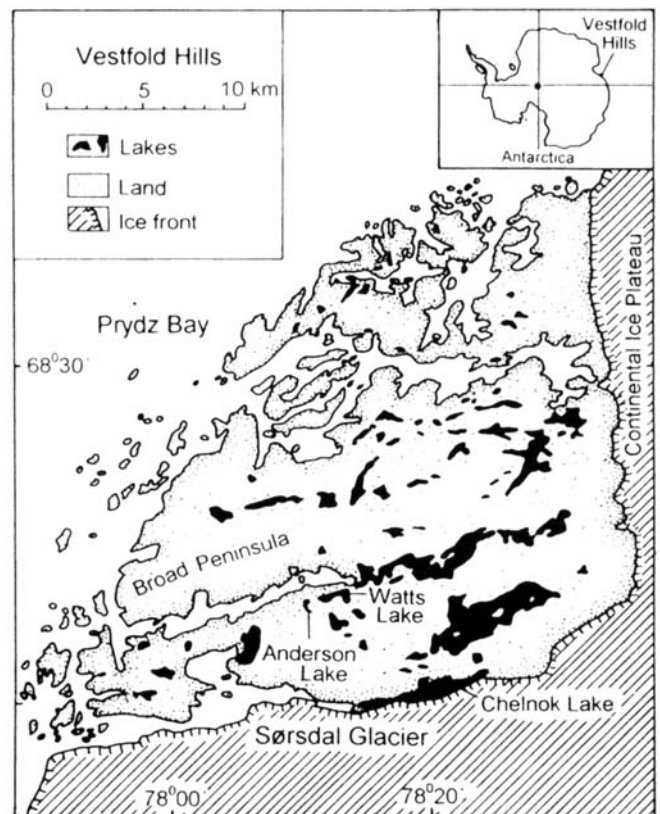 Vestfold Hills
0 5 10 km
Lakes
Land
Ice front
Vestfold
Hills
Antarctica
Prydz Bay
68°30
Continental Ice Plateau
Broad Peninsula
Watts
Lake
Anderson
Lake
Chelnok Lake
Sørsdal Glacier
78°00
78°20